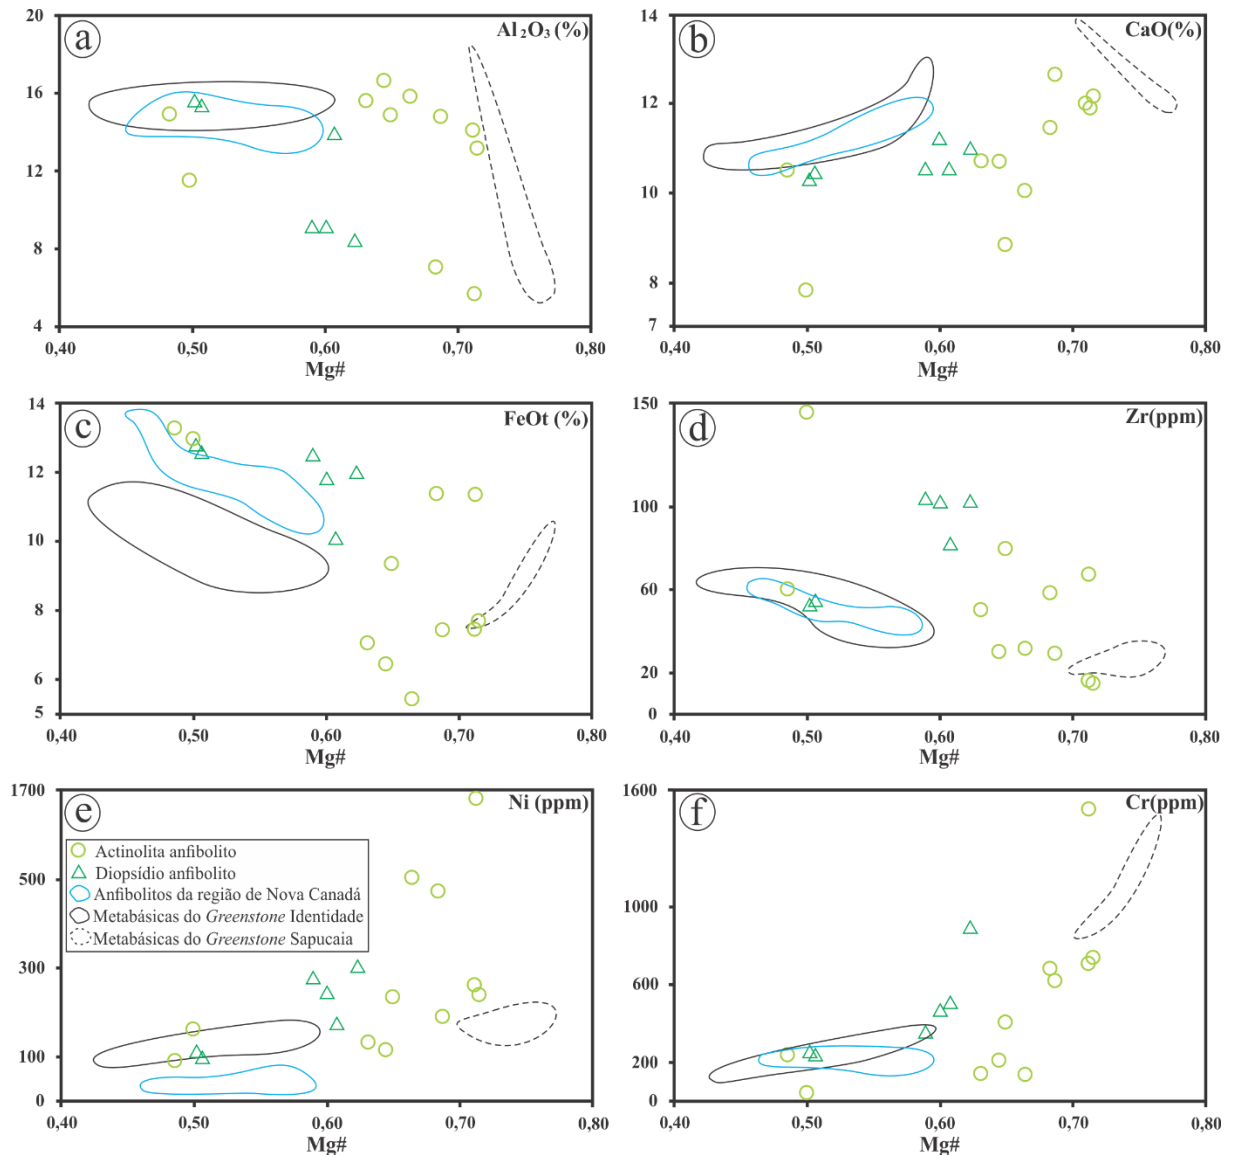 20
a
Al₂O₃ (%)
16
12
8
4
0,40
0,50
0,60
0,70
0,80
Mg#
14
b
CaO(%)
12
10
8
7
0,40
0,50
0,60
0,70
0,80
Mg#
14
c
FeOt (%)
12
10
8
6
5
0,40
0,50
0,60
0,70
0,80
Mg#
150
d
Zr(ppm)
100
60
20
0
0,40
0,50
0,60
0,70
0,80
Mg#
1700
e
Ni (ppm)
Actinolita anfibolito
Diopsídio anfibolito
Anfibolitos da região de Nova Canadá
Metabásicas do Greenstone Identidade
Metabásicas do Greenstone Sapucaia
500
300
100
0
0,40
0,50
0,60
0,70
0,80
Mg#
1600
f
Cr(ppm)
1000
600
200
0
0,40
0,50
0,60
0,70
0,80
Mg#